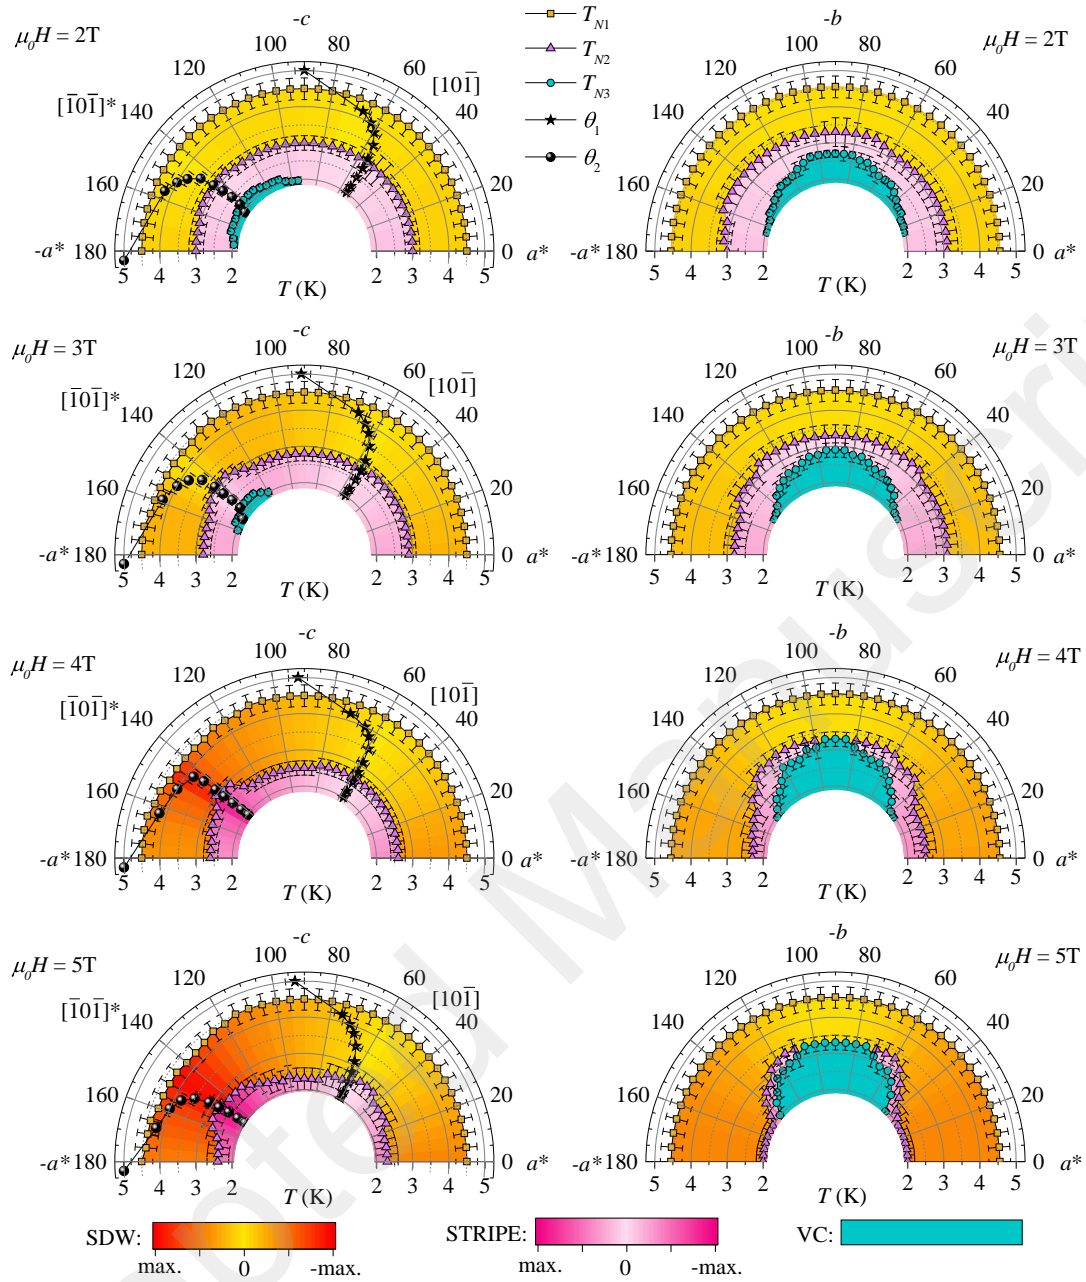 -c
μ₀H = 2T
100 80
120 60
[1̅01̅]* [101̅]
140 40
160 20
-a* 180 0 a*
5 4 3 2 2 3 4 5
T (K)
T_N1
T_N2
T_N3
θ₁
θ₂
-b
μ₀H = 2T
100 80
120 60
140 40
160 20
-a* 180 0 a*
5 4 3 2 2 3 4 5
T (K)
-c
μ₀H = 3T
100 80
120 60
[1̅01̅]* [101̅]
140 40
160 20
-a* 180 0 a*
5 4 3 2 2 3 4 5
T (K)
-b
μ₀H = 3T
100 80
120 60
140 40
160 20
-a* 180 0 a*
5 4 3 2 2 3 4 5
T (K)
-c
μ₀H = 4T
100 80
120 60
[1̅01̅]* [101̅]
140 40
160 20
-a* 180 0 a*
5 4 3 2 2 3 4 5
T (K)
-b
μ₀H = 4T
100 80
120 60
140 40
160 20
-a* 180 0 a*
5 4 3 2 2 3 4 5
T (K)
-c
μ₀H = 5T
100 80
120 60
[1̅01̅]* [101̅]
140 40
160 20
-a* 180 0 a*
5 4 3 2 2 3 4 5
T (K)
-b
μ₀H = 5T
100 80
120 60
140 40
160 20
-a* 180 0 a*
5 4 3 2 2 3 4 5
T (K)
SDW:
max. 0 -max.
STRIPE:
max. 0 -max.
VC: